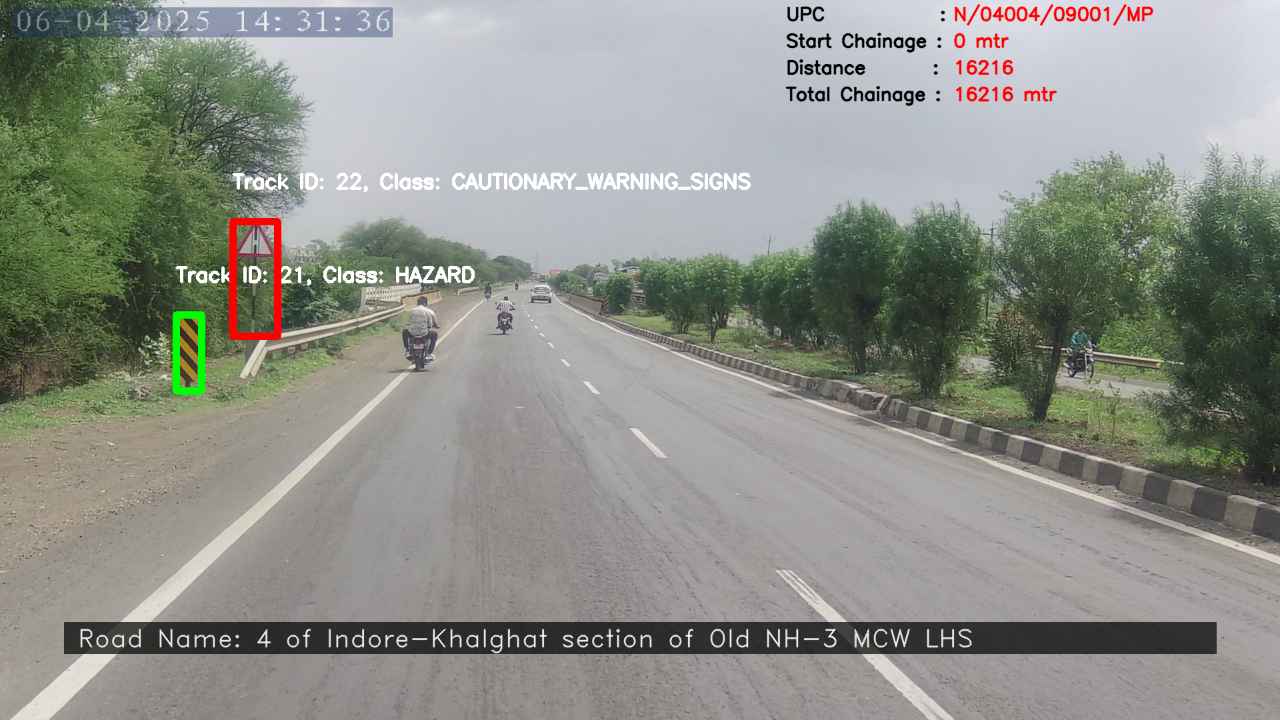 06-04-2025 14:31:36
UPC : N/04004/09001/MP
Start Chainage : 0 mtr
Distance : 16216
Total Chainage : 16216 mtr
Track ID: 22, Class: CAUTIONARY_WARNING_SIGNS
Track ID: 21, Class: HAZARD
Road Name: 4 of Indore-Khalghat section of Old NH-3 MCW LHS